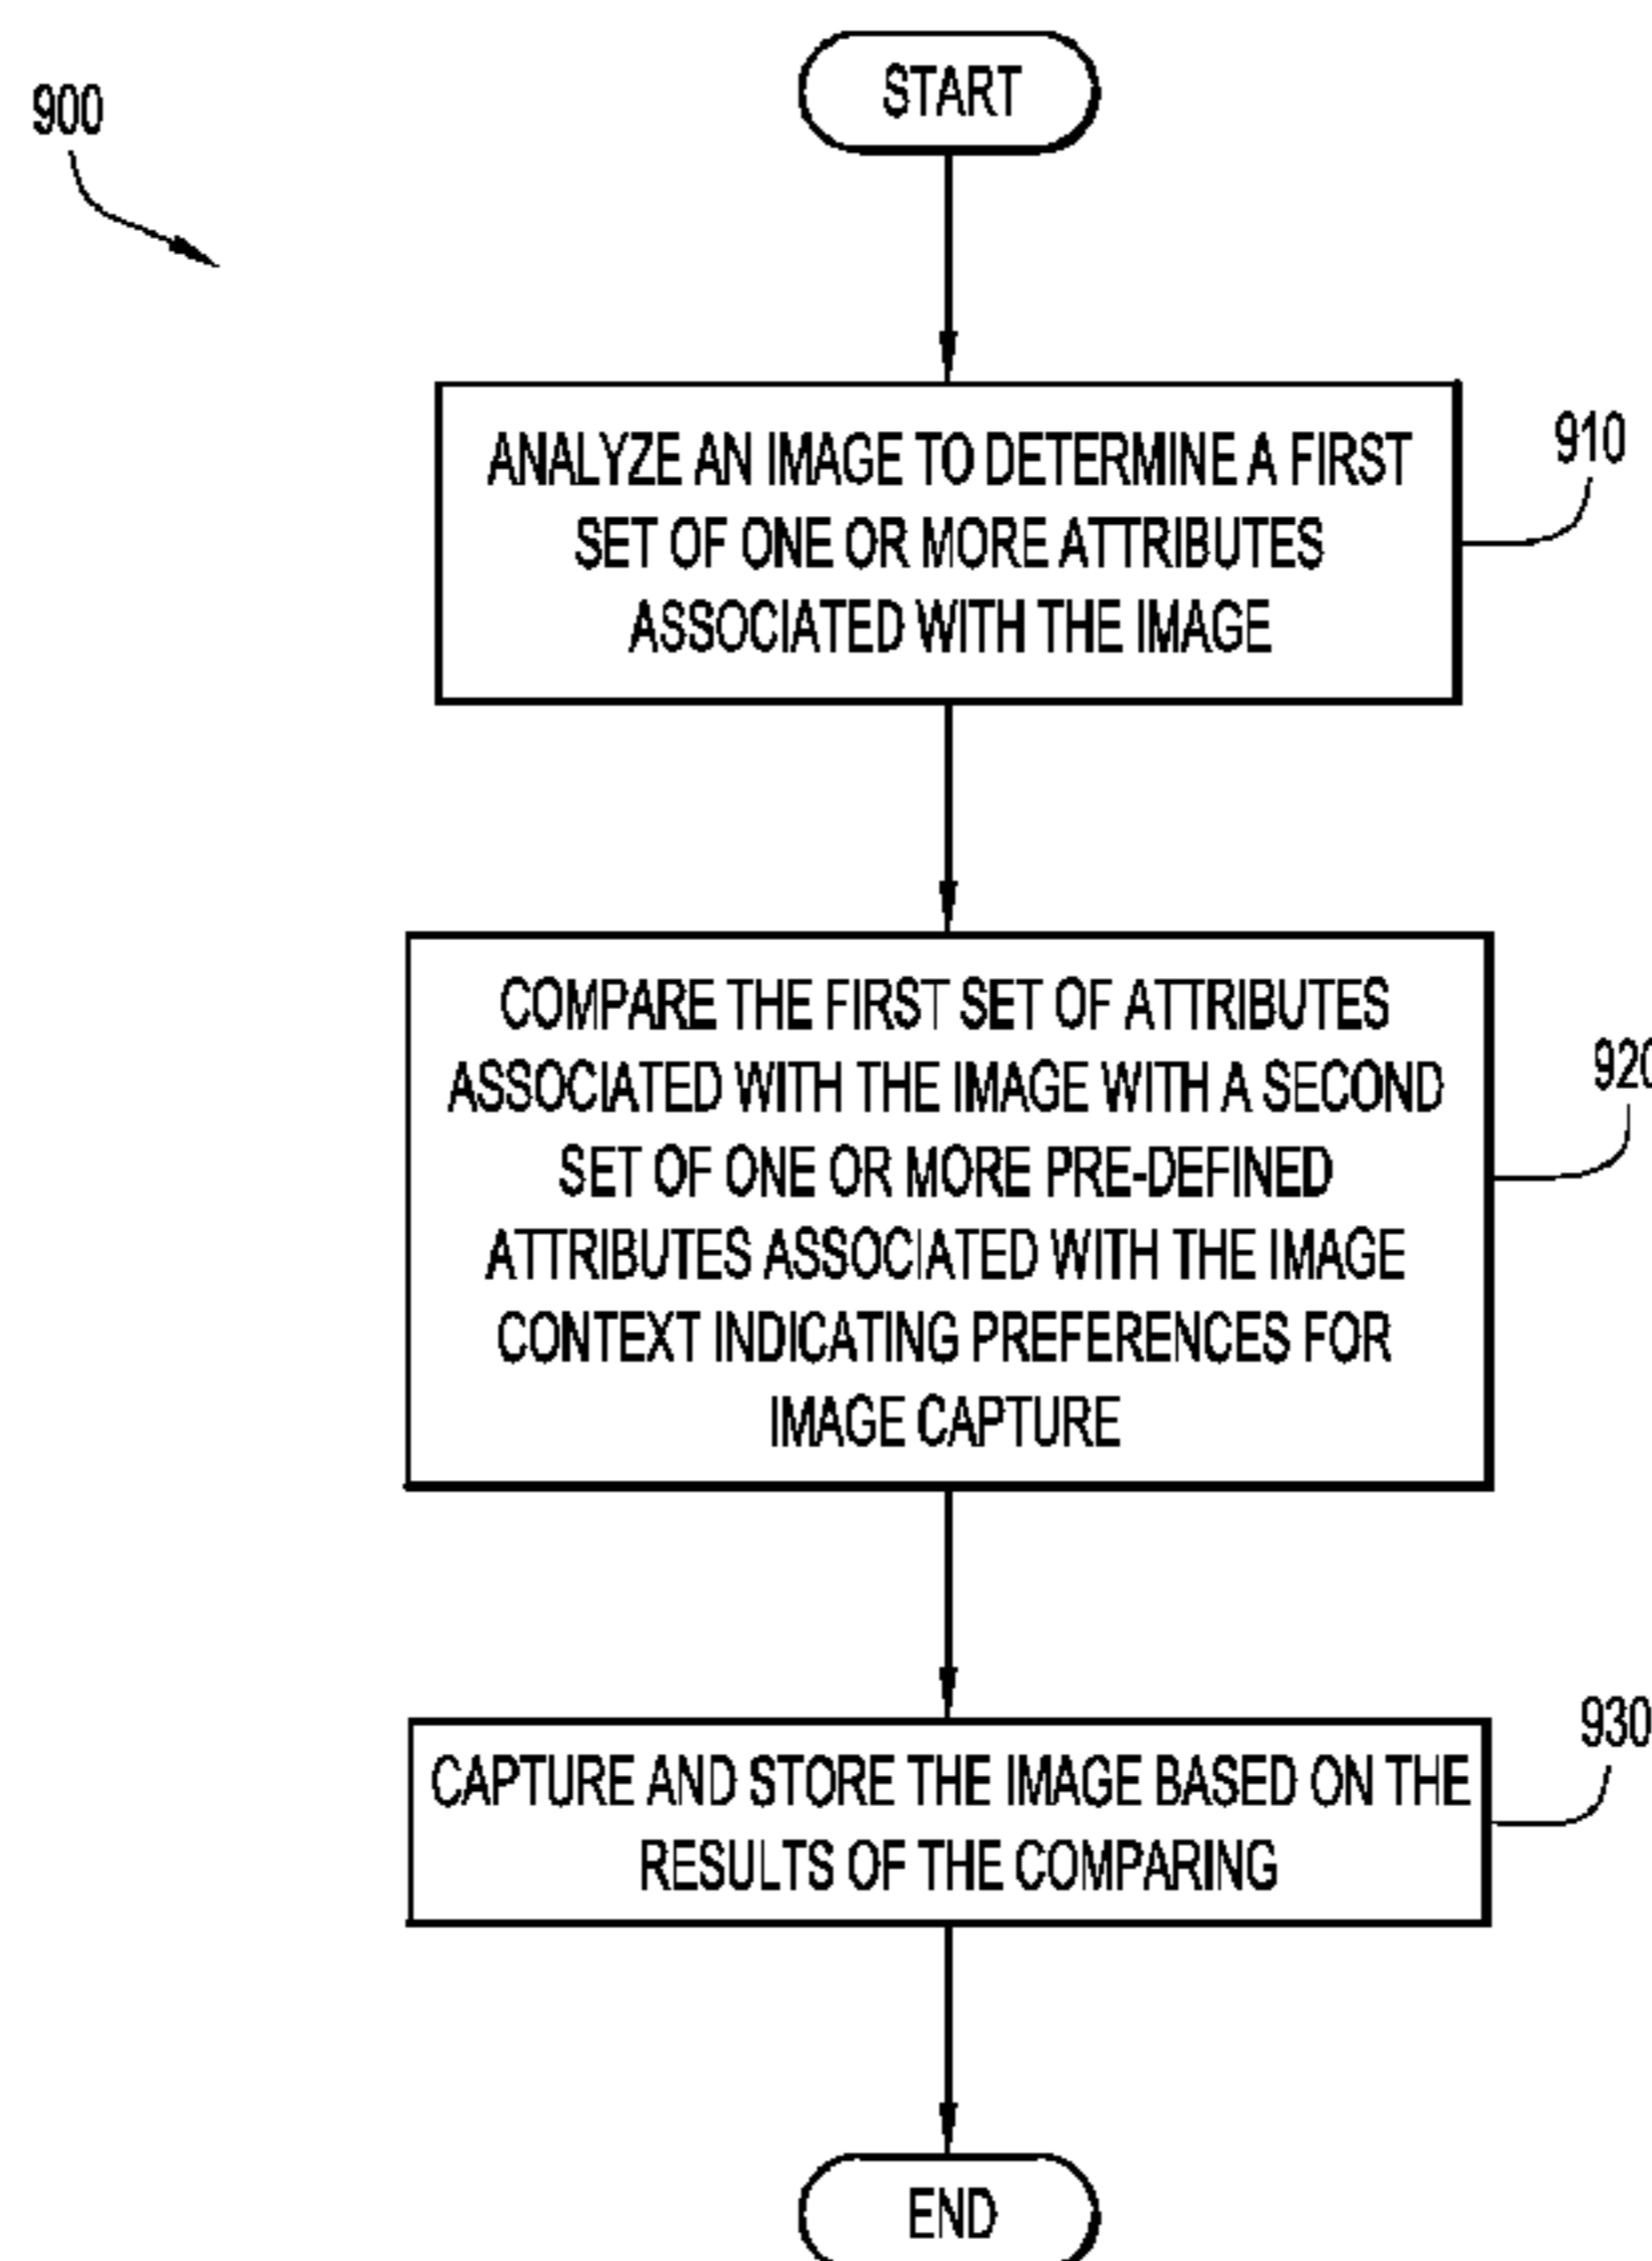 900
START
ANALYZE AN IMAGE TO DETERMINE A FIRST
SET OF ONE OR MORE ATTRIBUTES
ASSOCIATED WITH THE IMAGE
910
COMPARE THE FIRST SET OF ATTRIBUTES
ASSOCIATED WITH THE IMAGE WITH A SECOND
SET OF ONE OR MORE PRE-DEFINED
ATTRIBUTES ASSOCIATED WITH THE IMAGE
CONTEXT INDICATING PREFERENCES FOR
IMAGE CAPTURE
920
CAPTURE AND STORE THE IMAGE BASED ON THE
RESULTS OF THE COMPARING
930
END